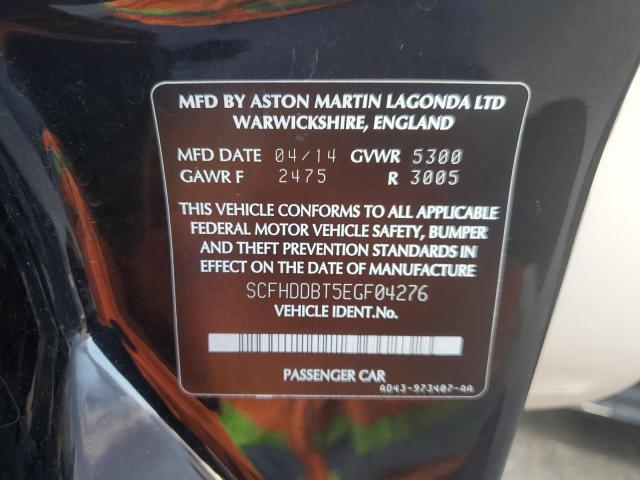 MFD BY ASTON MARTIN LAGONDA LTD
WARWICKSHIRE, ENGLAND
MFD DATE 04/14 GVWR 5300
GAWR F 2475 R 3005
THIS VEHICLE CONFORMS TO ALL APPLICABLE
FEDERAL MOTOR VEHICLE SAFETY, BUMPER
AND THEFT PREVENTION STANDARDS IN
EFFECT ON THE DATE OF MANUFACTURE
SCFHDDBT5EGF04276
VEHICLE IDENT.No.
PASSENGER CAR
AD43-973407-AA